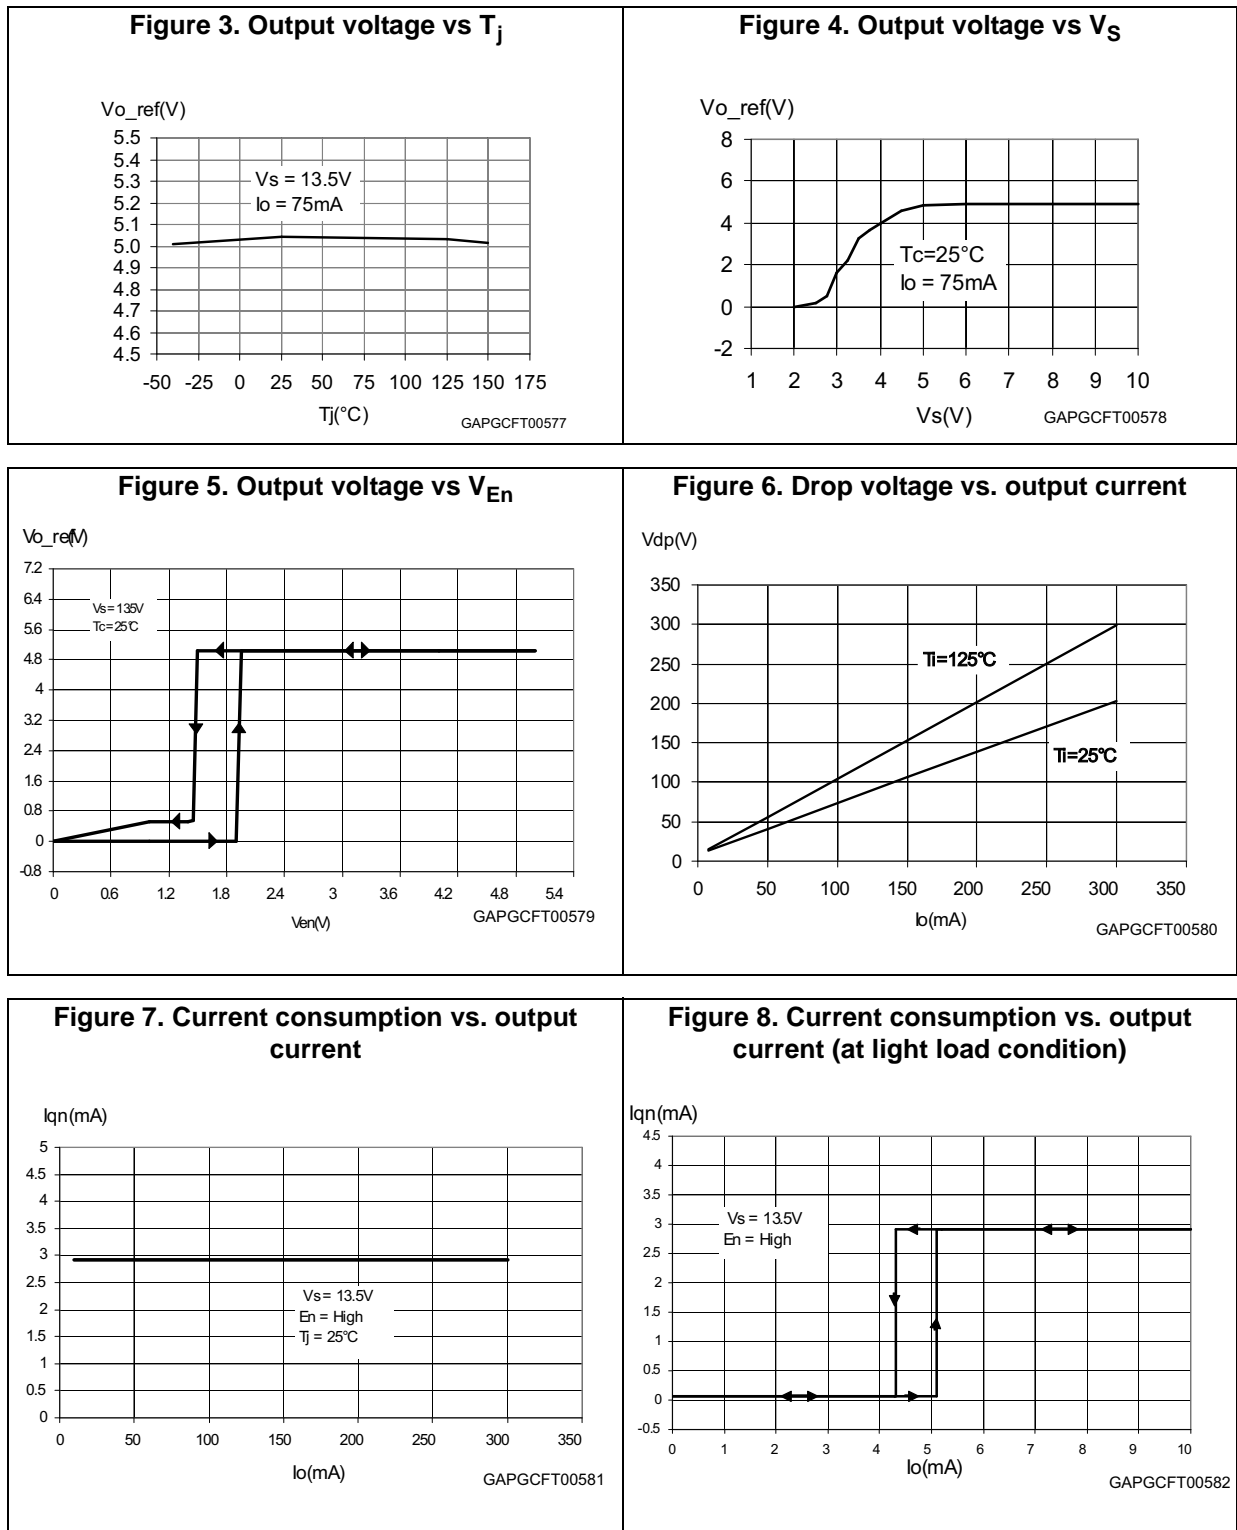 Figure 3. Output voltage vs Tj
Vo_ref(V)
5.5
5.4
5.3
5.2
5.1
5.0
4.9
4.8
4.7
4.6
4.5
Vs = 13.5V
Io = 75mA
-50 -25 0 25 50 75 100 125 150 175
Tj(°C)
GAPGCFT00577
Figure 4. Output voltage vs VS
Vo_ref(V)
8
6
4
2
0
-2
Tc=25°C
Io = 75mA
1 2 3 4 5 6 7 8 9 10
Vs(V)
GAPGCFT00578
Figure 5. Output voltage vs VEn
Vo_ref(V)
7.2
6.4
5.6
4.8
4
3.2
2.4
1.6
0.8
0
-0.8
Vs = 13.5V
Tc=25°C
0 0.6 1.2 1.8 2.4 3 3.6 4.2 4.8 5.4
Ven(V)
GAPGCFT00579
Figure 6. Drop voltage vs. output current
Vdp(V)
350
300
250
200
150
100
50
0
Ti=125°C
Ti=25°C
0 50 100 150 200 250 300 350
Io(mA)
GAPGCFT00580
Figure 7. Current consumption vs. output
current
Iqn(mA)
5
4.5
4
3.5
3
2.5
2
1.5
1
0.5
0
Vs = 13.5V
En = High
Tj = 25°C
0 50 100 150 200 250 300 350
Io(mA)
GAPGCFT00581
Figure 8. Current consumption vs. output
current (at light load condition)
Iqn(mA)
4.5
4
3.5
3
2.5
2
1.5
1
0.5
0
-0.5
Vs = 13.5V
En = High
0 1 2 3 4 5 6 7 8 9 10
Io(mA)
GAPGCFT00582